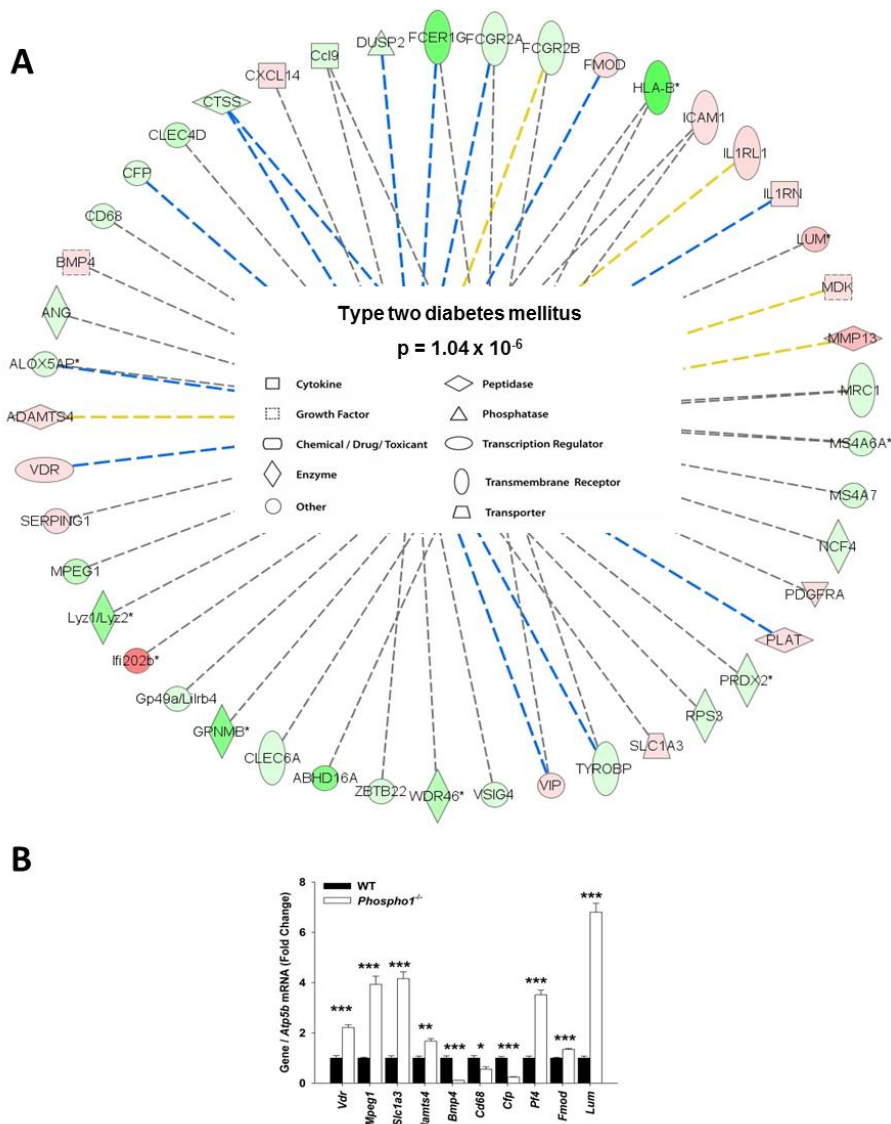 A
DUSP2
FCER1G
FCGR2A
FCGR2B
FMOD
HLA-B*
ICAM1
IL1RL1
IL1RN
LUM*
MDK
MMP13
MRC1
MS4A6A*
MS4A7
NCF4
PDGFRA
PLAT
PRDX2*
RPS3
SLC1A3
TYROBP
VIP
VSIG4
WDR46*
ZBTB22
ABHD16A
CLEC6A
GPNMB*
Gp49a/Lilrb4
Ifi202b*
Lyz1/Lyz2*
MPEG1
SERPING1
VDR
ADAMTS4
ALOX5AP*
ANG
BMP4
CD68
CFP
CLEC4D
CTSS
CXCL14
Ccl9
Type two diabetes mellitus
p = 1.04 x 10-6
Cytokine
Growth Factor
Chemical / Drug/ Toxicant
Enzyme
Other
Peptidase
Phosphatase
Transcription Regulator
Transmembrane Receptor
Transporter
B
Gene / Atp5b mRNA (Fold Change)
8
6
4
2
0
WT
Phospho1-/-
***
***
***
**
***
*
***
***
***
***
Vdr
Mpeg1
Slc1a3
damts4
Bmp4
Cd68
Cfp
Pf4
Fmod
Lum